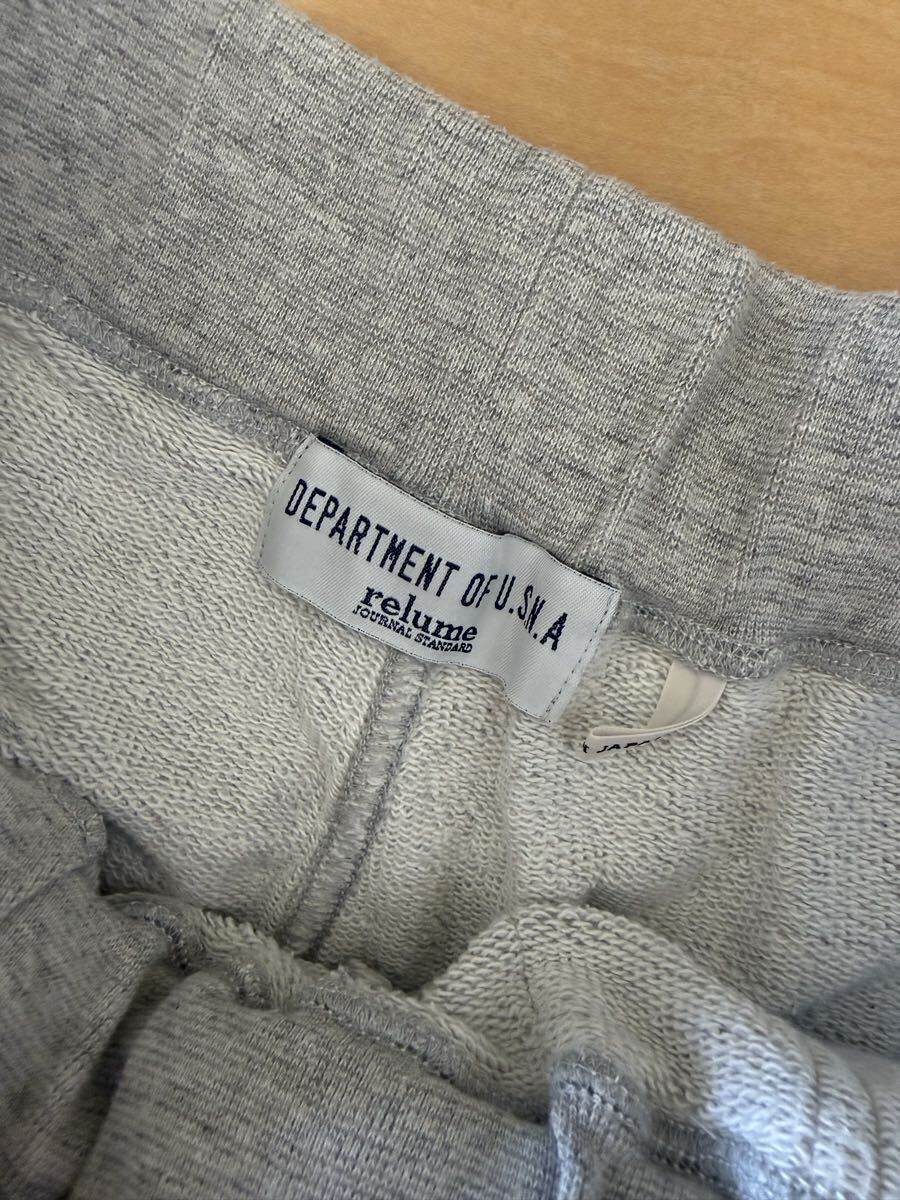 DEPARTMENT OF U.S.N.A
relume
JOURNAL STANDARD